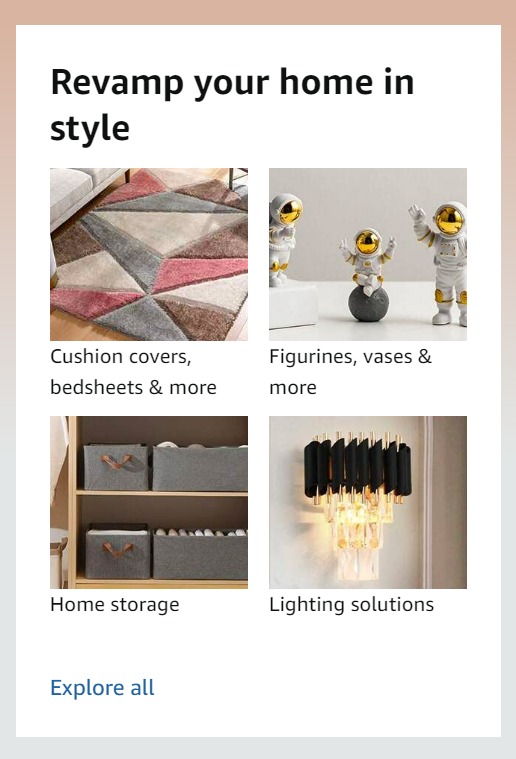 Revamp your home in
style
Cushion covers,
bedsheets & more
Figurines, vases &
more
Home storage
Lighting solutions
Explore all